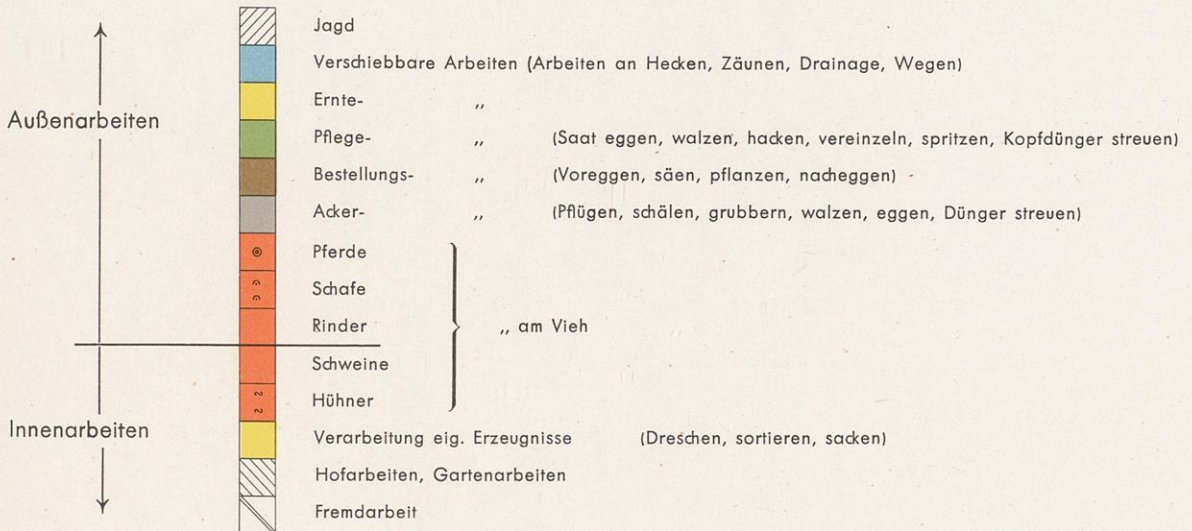 Jagd
Verschiebbare Arbeiten (Arbeiten an Hecken, Zäunen, Drainage, Wegen)
Ernte- „
Außenarbeiten
Pflege- „ (Saat eggen, walzen, hacken, vereinzeln, spritzen, Kopfdünger streuen)
Bestellungs- „ (Voreggen, säen, pflanzen, nacheggen)
Acker- „ (Pflügen, schälen, grubbern, walzen, eggen, Dünger streuen)
Pferde
Schafe
Rinder „ am Vieh
Schweine
Hühner
Innenarbeiten
Verarbeitung eig. Erzeugnisse (Dreschen, sortieren, sacken)
Hofarbeiten, Gartenarbeiten
Fremdarbeit